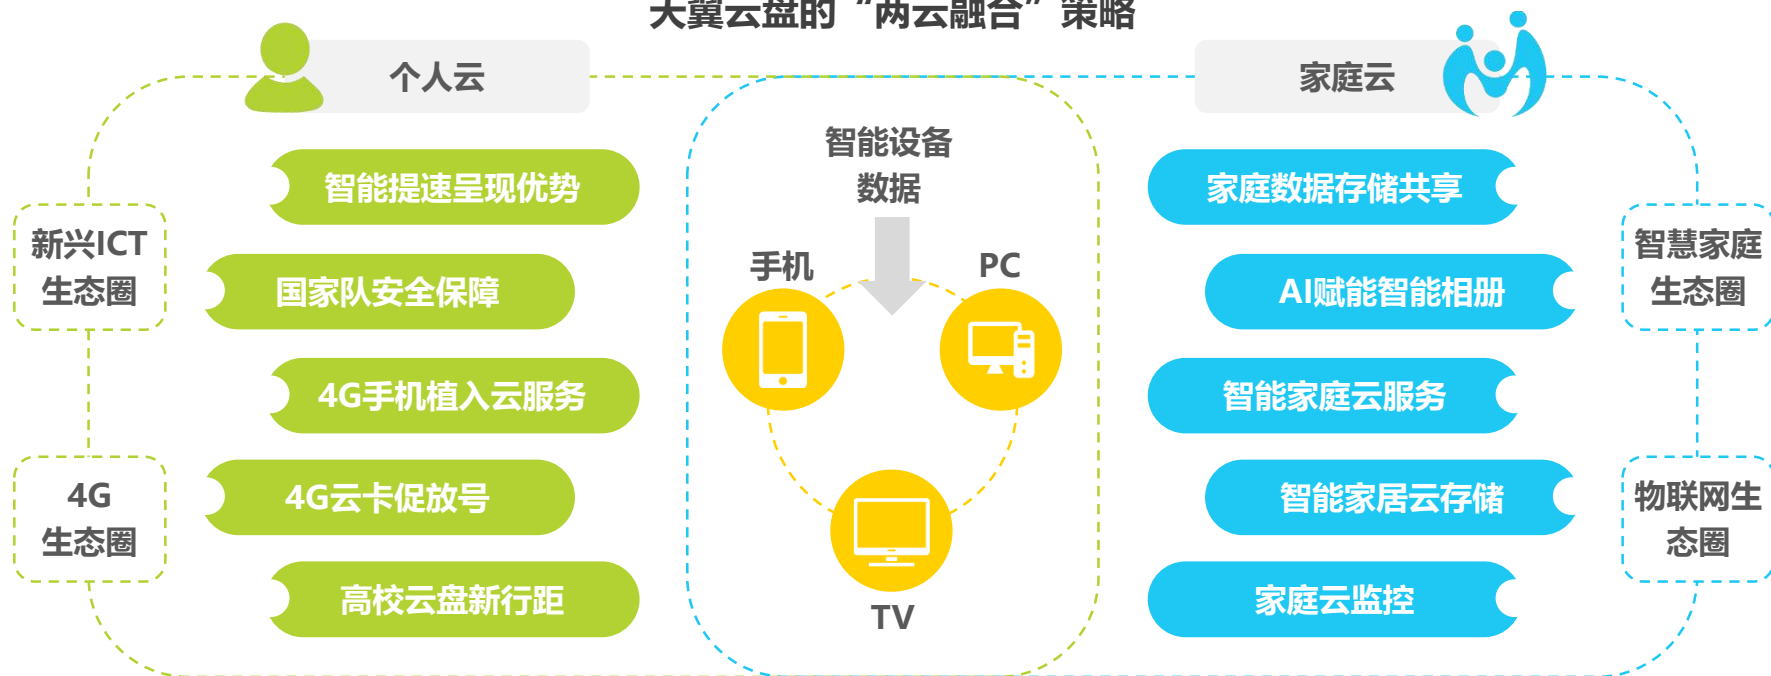 天翼云盘的“两云融合”策略
个人云
家庭云
新兴ICT
生态圈
4G
生态圈
智能提速呈现优势
国家队安全保障
4G手机植入云服务
4G云卡促放号
高校云盘新行距
智能设备
数据
手机
PC
TV
家庭数据存储共享
AI赋能智能相册
智能家庭云服务
智能家居云存储
家庭云监控
智慧家庭
生态圈
物联网生
态圈